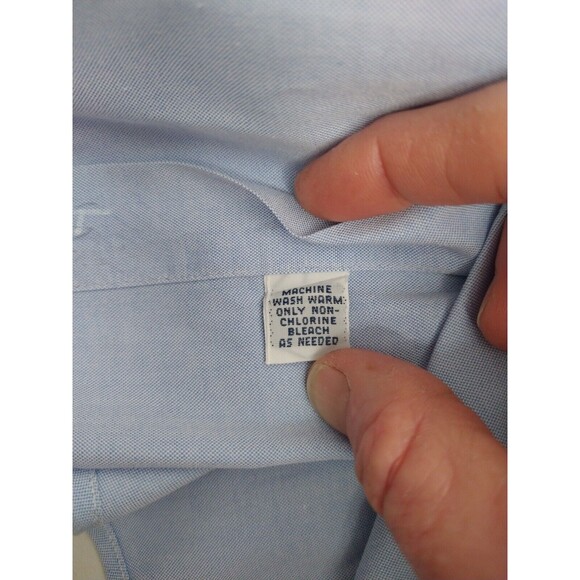 MACHINE
WASH WARM
ONLY NON-
CHLORINE
BLEACH
AS NEEDED